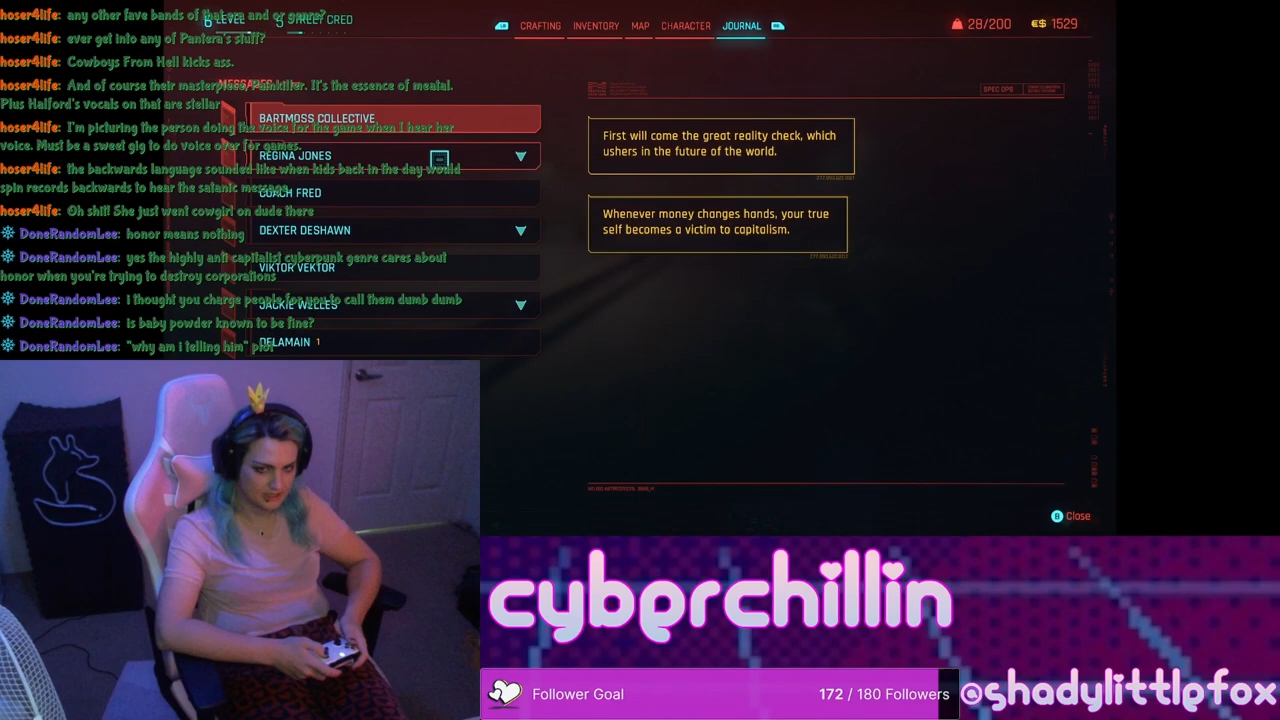 hoser4life: any other fave bands of that era and or genre?
hoser4life: ever get into any of Pantera's stuff?
hoser4life: Cowboys From Hell kicks ass.
hoser4life: And of course their masterpiece, Painkiller. It's the essence of meatal.
Plus Halford's vocals on that are stellar
hoser4life: I'm picturing the person doing the voice for the game when I hear her
voice. Must be a sweet gig to do voice over for games.
hoser4life: the backwards language sounded like when kids back in the day would
spin records backwards to hear the satanic message
hoser4life: Oh shit! She just went cowgirl on dude there
DoneRandomLee: honor means nothing
DoneRandomLee: yes the highly anti capitalist cyberpunk genre cares about
honor when you're trying to destroy corporations
DoneRandomLee: i thought you charge people for you to call them dumb dumb
DoneRandomLee: is baby powder known to be fine?
DoneRandomLee: "why am i telling him" plot
6 LEVEL
STREET CRED
CRAFTING
INVENTORY
MAP
CHARACTER
JOURNAL
28/200
1529
MESSAGES
BARTMOSS COLLECTIVE
REGINA JONES
COACH FRED
DEXTER DESHAWN
VIKTOR VEKTOR
JACKIE WELLES
DELAMAIN 1
SPEC OPS
First will come the great reality check, which
ushers in the future of the world.
Whenever money changes hands, your true
self becomes a victim to capitalism.
B Close
cyberchillin
Follower Goal
172 / 180 Followers
@shadylittlefox